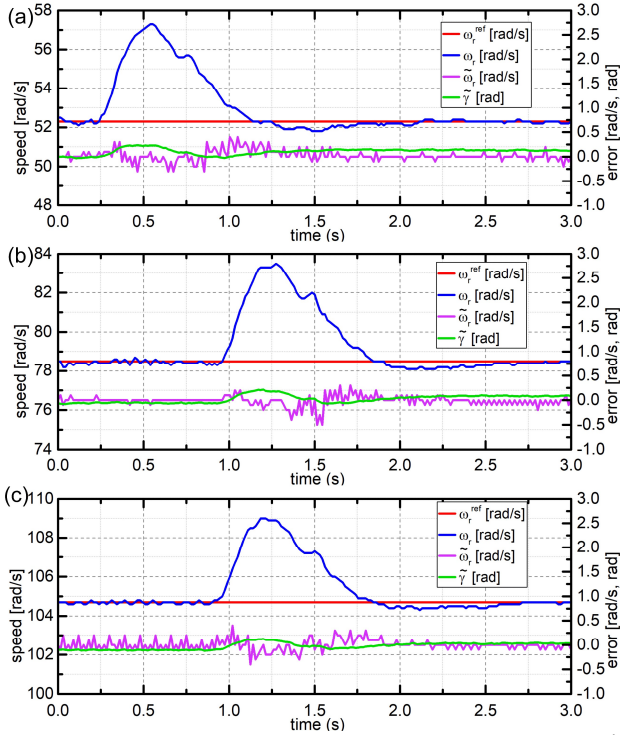 (a)
58
56
54
52
50
48
speed [rad/s]
3.0
2.5
2.0
1.5
1.0
0.5
0.0
-0.5
-1.0
error [rad/s, rad]
ω_r^ref [rad/s]
ω_r [rad/s]
ω̃_r [rad/s]
γ̃ [rad]
0.0 0.5 1.0 1.5 2.0 2.5 3.0
time (s)
(b)
84
82
80
78
76
74
speed [rad/s]
3.0
2.5
2.0
1.5
1.0
0.5
0.0
-0.5
-1.0
error [rad/s, rad]
ω_r^ref [rad/s]
ω_r [rad/s]
ω̃_r [rad/s]
γ̃ [rad]
0.0 0.5 1.0 1.5 2.0 2.5 3.0
time (s)
(c)
110
108
106
104
102
100
speed [rad/s]
3.0
2.5
2.0
1.5
1.0
0.5
0.0
-0.5
-1.0
error [rad/s, rad]
ω_r^ref [rad/s]
ω_r [rad/s]
ω̃_r [rad/s]
γ̃ [rad]
0.0 0.5 1.0 1.5 2.0 2.5 3.0
time (s)